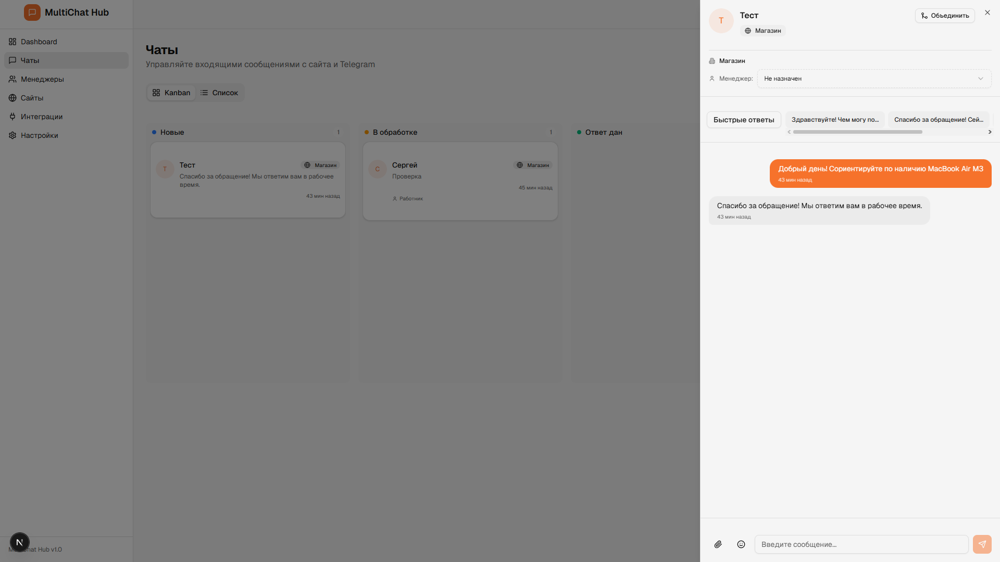 MultiChat Hub
Dashboard
Чаты
Менеджеры
Сайты
Интеграции
Настройки
Чаты
Управляйте входящими сообщениями с сайта и Telegram
Kanban
Список
Новые
1
Т
Тест
Магазин
Спасибо за обращение! Мы ответим вам в рабочее
время.
43 мин назад
В обработке
1
С
Сергей
Магазин
Проверка
45 мин назад
Работник
Ответ дан
Т
Тест
Магазин
Объединить
Магазин
Менеджер:
Не назначен
Быстрые ответы
Здравствуйте! Чем могу по...
Спасибо за обращение! Сей...
Добрый день! Сориентируйте по наличию MacBook Air M3
43 мин назад
Спасибо за обращение! Мы ответим вам в рабочее время.
43 мин назад
Введите сообщение...
N
Hub v1.0